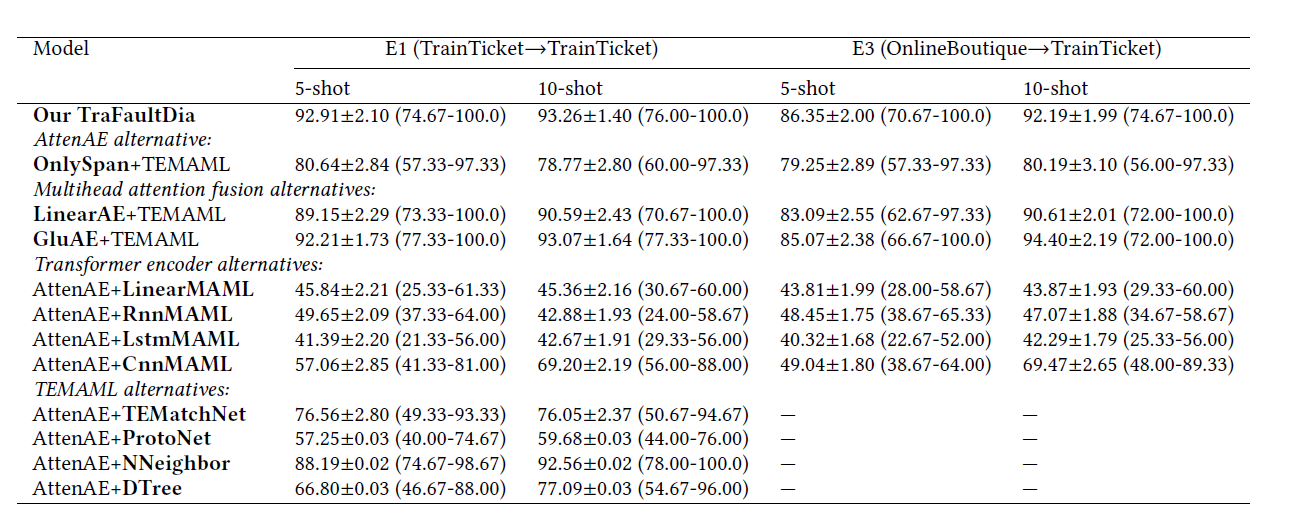 Model E1 (TrainTicket→TrainTicket) E3 (OnlineBoutique→TrainTicket)
5-shot 10-shot 5-shot 10-shot
Our TraFaultDia 92.91±2.10 (74.67-100.0) 93.26±1.40 (76.00-100.0) 86.35±2.00 (70.67-100.0) 92.19±1.99 (74.67-100.0)
AttenAE alternative:
OnlySpan+TEMAML 80.64±2.84 (57.33-97.33) 78.77±2.80 (60.00-97.33) 79.25±2.89 (57.33-97.33) 80.19±3.10 (56.00-97.33)
Multihead attention fusion alternatives:
LinearAE+TEMAML 89.15±2.29 (73.33-100.0) 90.59±2.43 (70.67-100.0) 83.09±2.55 (62.67-97.33) 90.61±2.01 (72.00-100.0)
GluAE+TEMAML 92.21±1.73 (77.33-100.0) 93.07±1.64 (77.33-100.0) 85.07±2.38 (66.67-100.0) 94.40±2.19 (72.00-100.0)
Transformer encoder alternatives:
AttenAE+LinearMAML 45.84±2.21 (25.33-61.33) 45.36±2.16 (30.67-60.00) 43.81±1.99 (28.00-58.67) 43.87±1.93 (29.33-60.00)
AttenAE+RnnMAML 49.65±2.09 (37.33-64.00) 42.88±1.93 (24.00-58.67) 48.45±1.75 (38.67-65.33) 47.07±1.88 (34.67-58.67)
AttenAE+LstmMAML 41.39±2.20 (21.33-56.00) 42.67±1.91 (29.33-56.00) 40.32±1.68 (22.67-52.00) 42.29±1.79 (25.33-56.00)
AttenAE+CnnMAML 57.06±2.85 (41.33-81.00) 69.20±2.19 (56.00-88.00) 49.04±1.80 (38.67-64.00) 69.47±2.65 (48.00-89.33)
TEMAML alternatives:
AttenAE+TEMatchNet 76.56±2.80 (49.33-93.33) 76.05±2.37 (50.67-94.67) — —
AttenAE+ProtoNet 57.25±0.03 (40.00-74.67) 59.68±0.03 (44.00-76.00) — —
AttenAE+NNeighbor 88.19±0.02 (74.67-98.67) 92.56±0.02 (78.00-100.0) — —
AttenAE+DTree 66.80±0.03 (46.67-88.00) 77.09±0.03 (54.67-96.00) — —